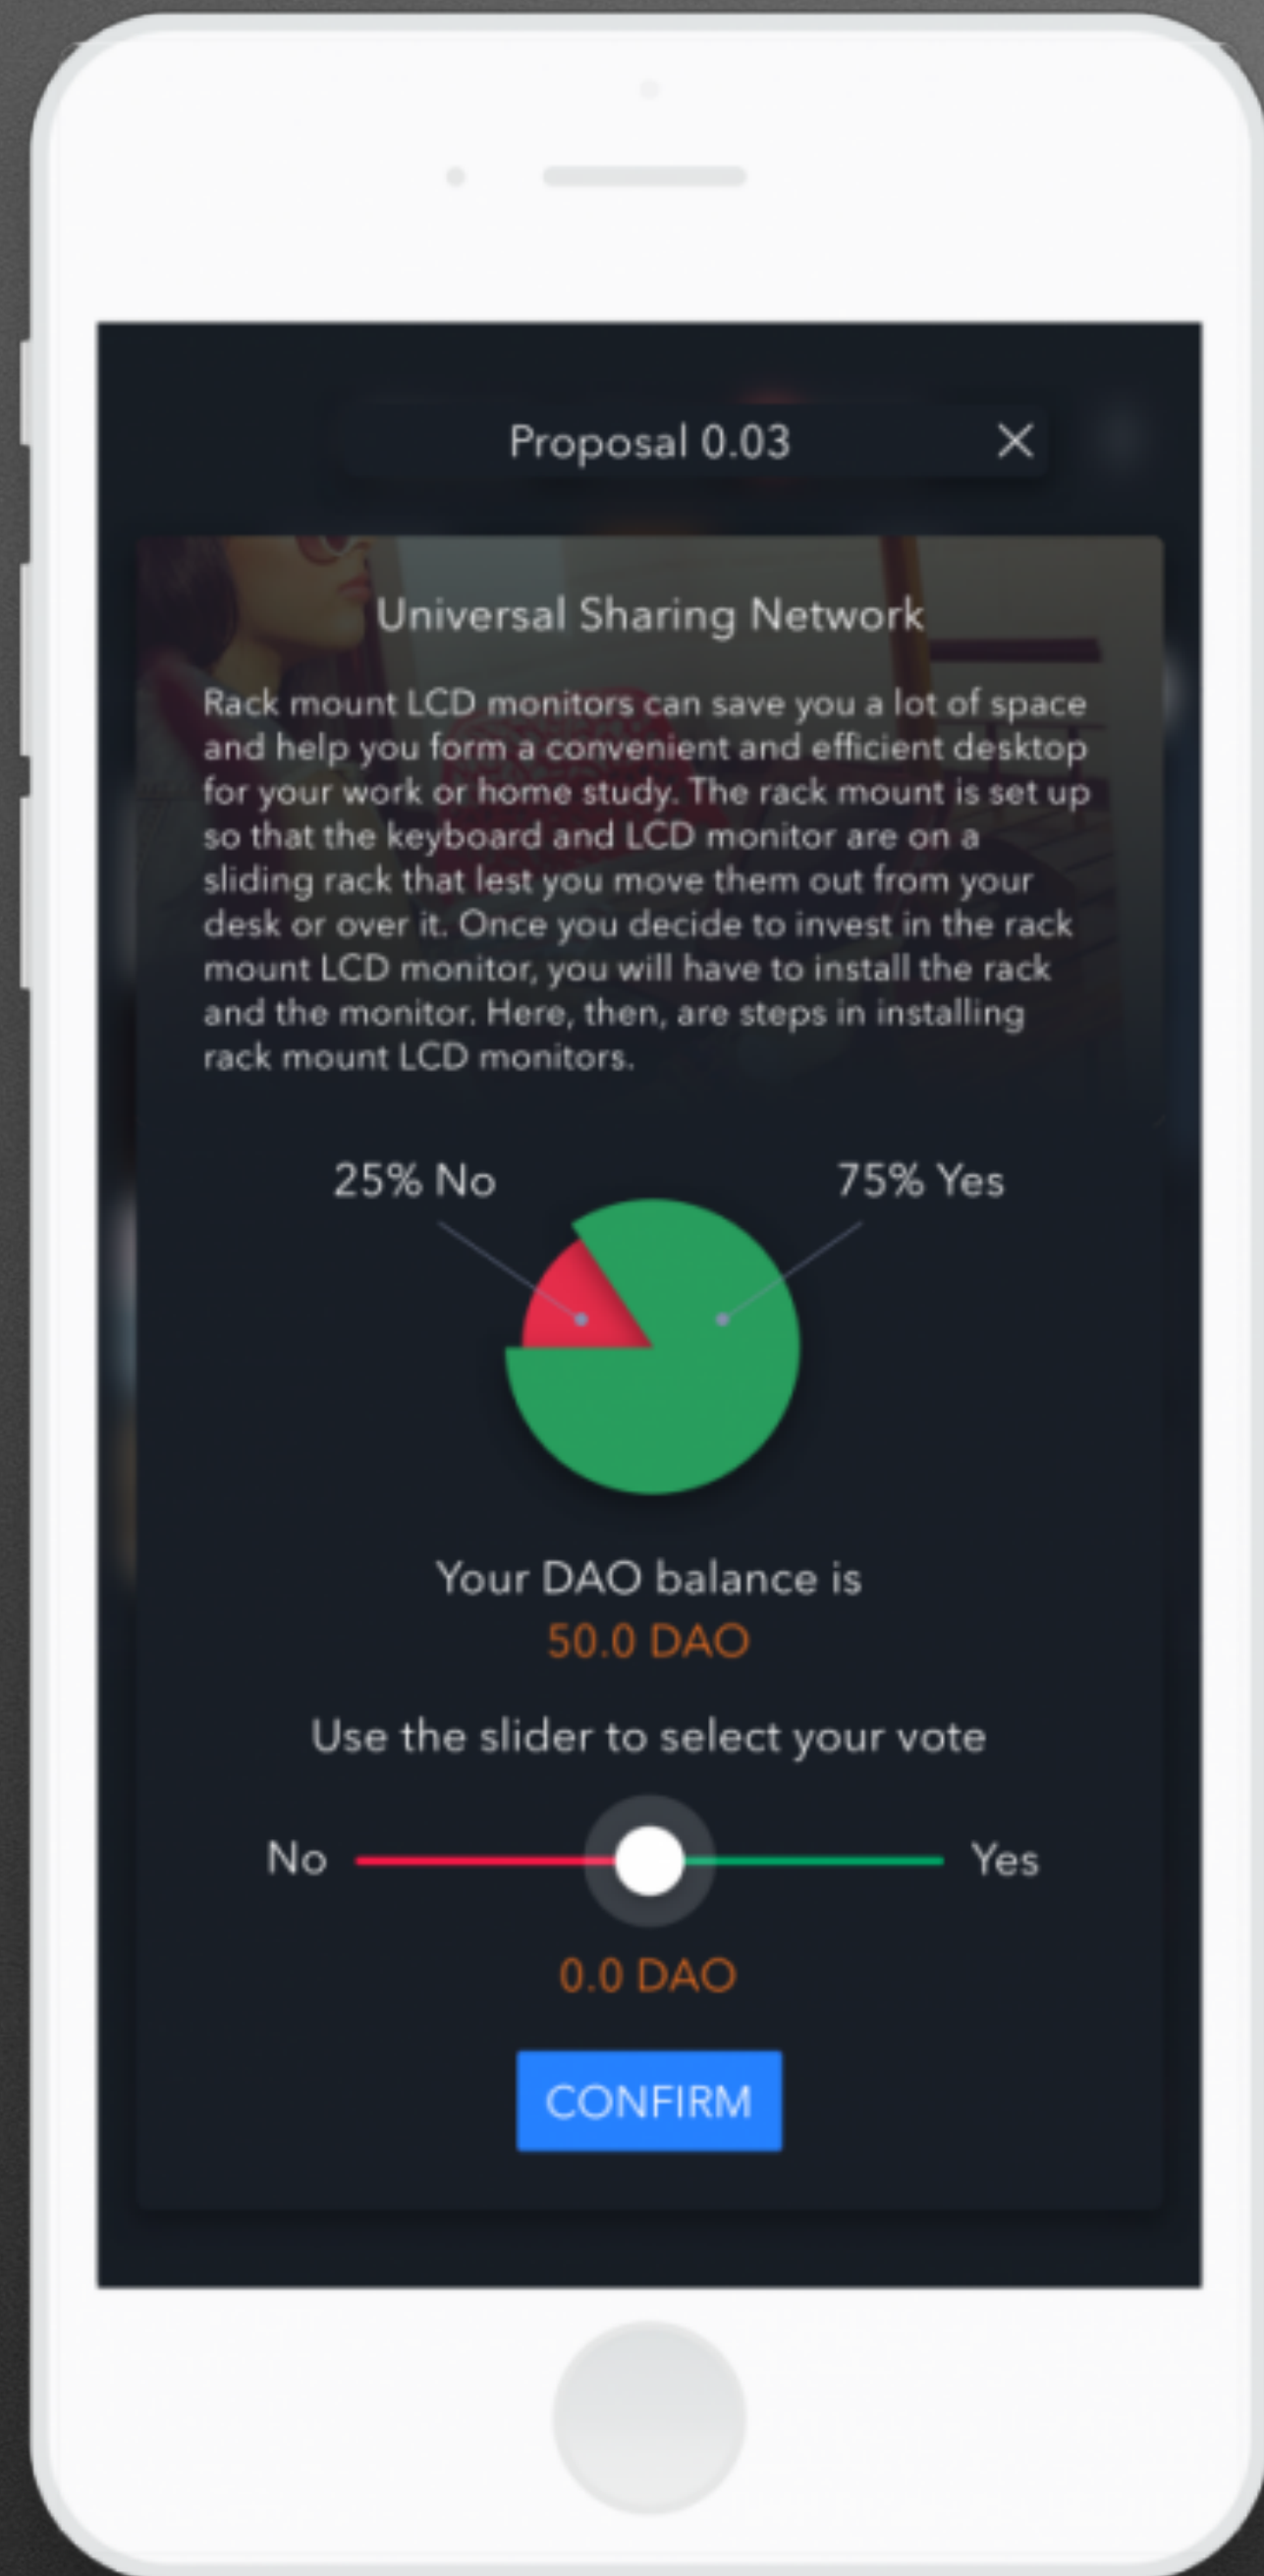 Proposal 0.03
Universal Sharing Network
Rack mount LCD monitors can save you a lot of space
and help you form a convenient and efficient desktop
for your work or home study. The rack mount is set up
so that the keyboard and LCD monitor are on a
sliding rack that lest you move them out from your
desk or over it. Once you decide to invest in the rack
mount LCD monitor, you will have to install the rack
and the monitor. Here, then, are steps in installing
rack mount LCD monitors.
25% No
75% Yes
Your DAO balance is
50.0 DAO
Use the slider to select your vote
No
Yes
0.0 DAO
CONFIRM